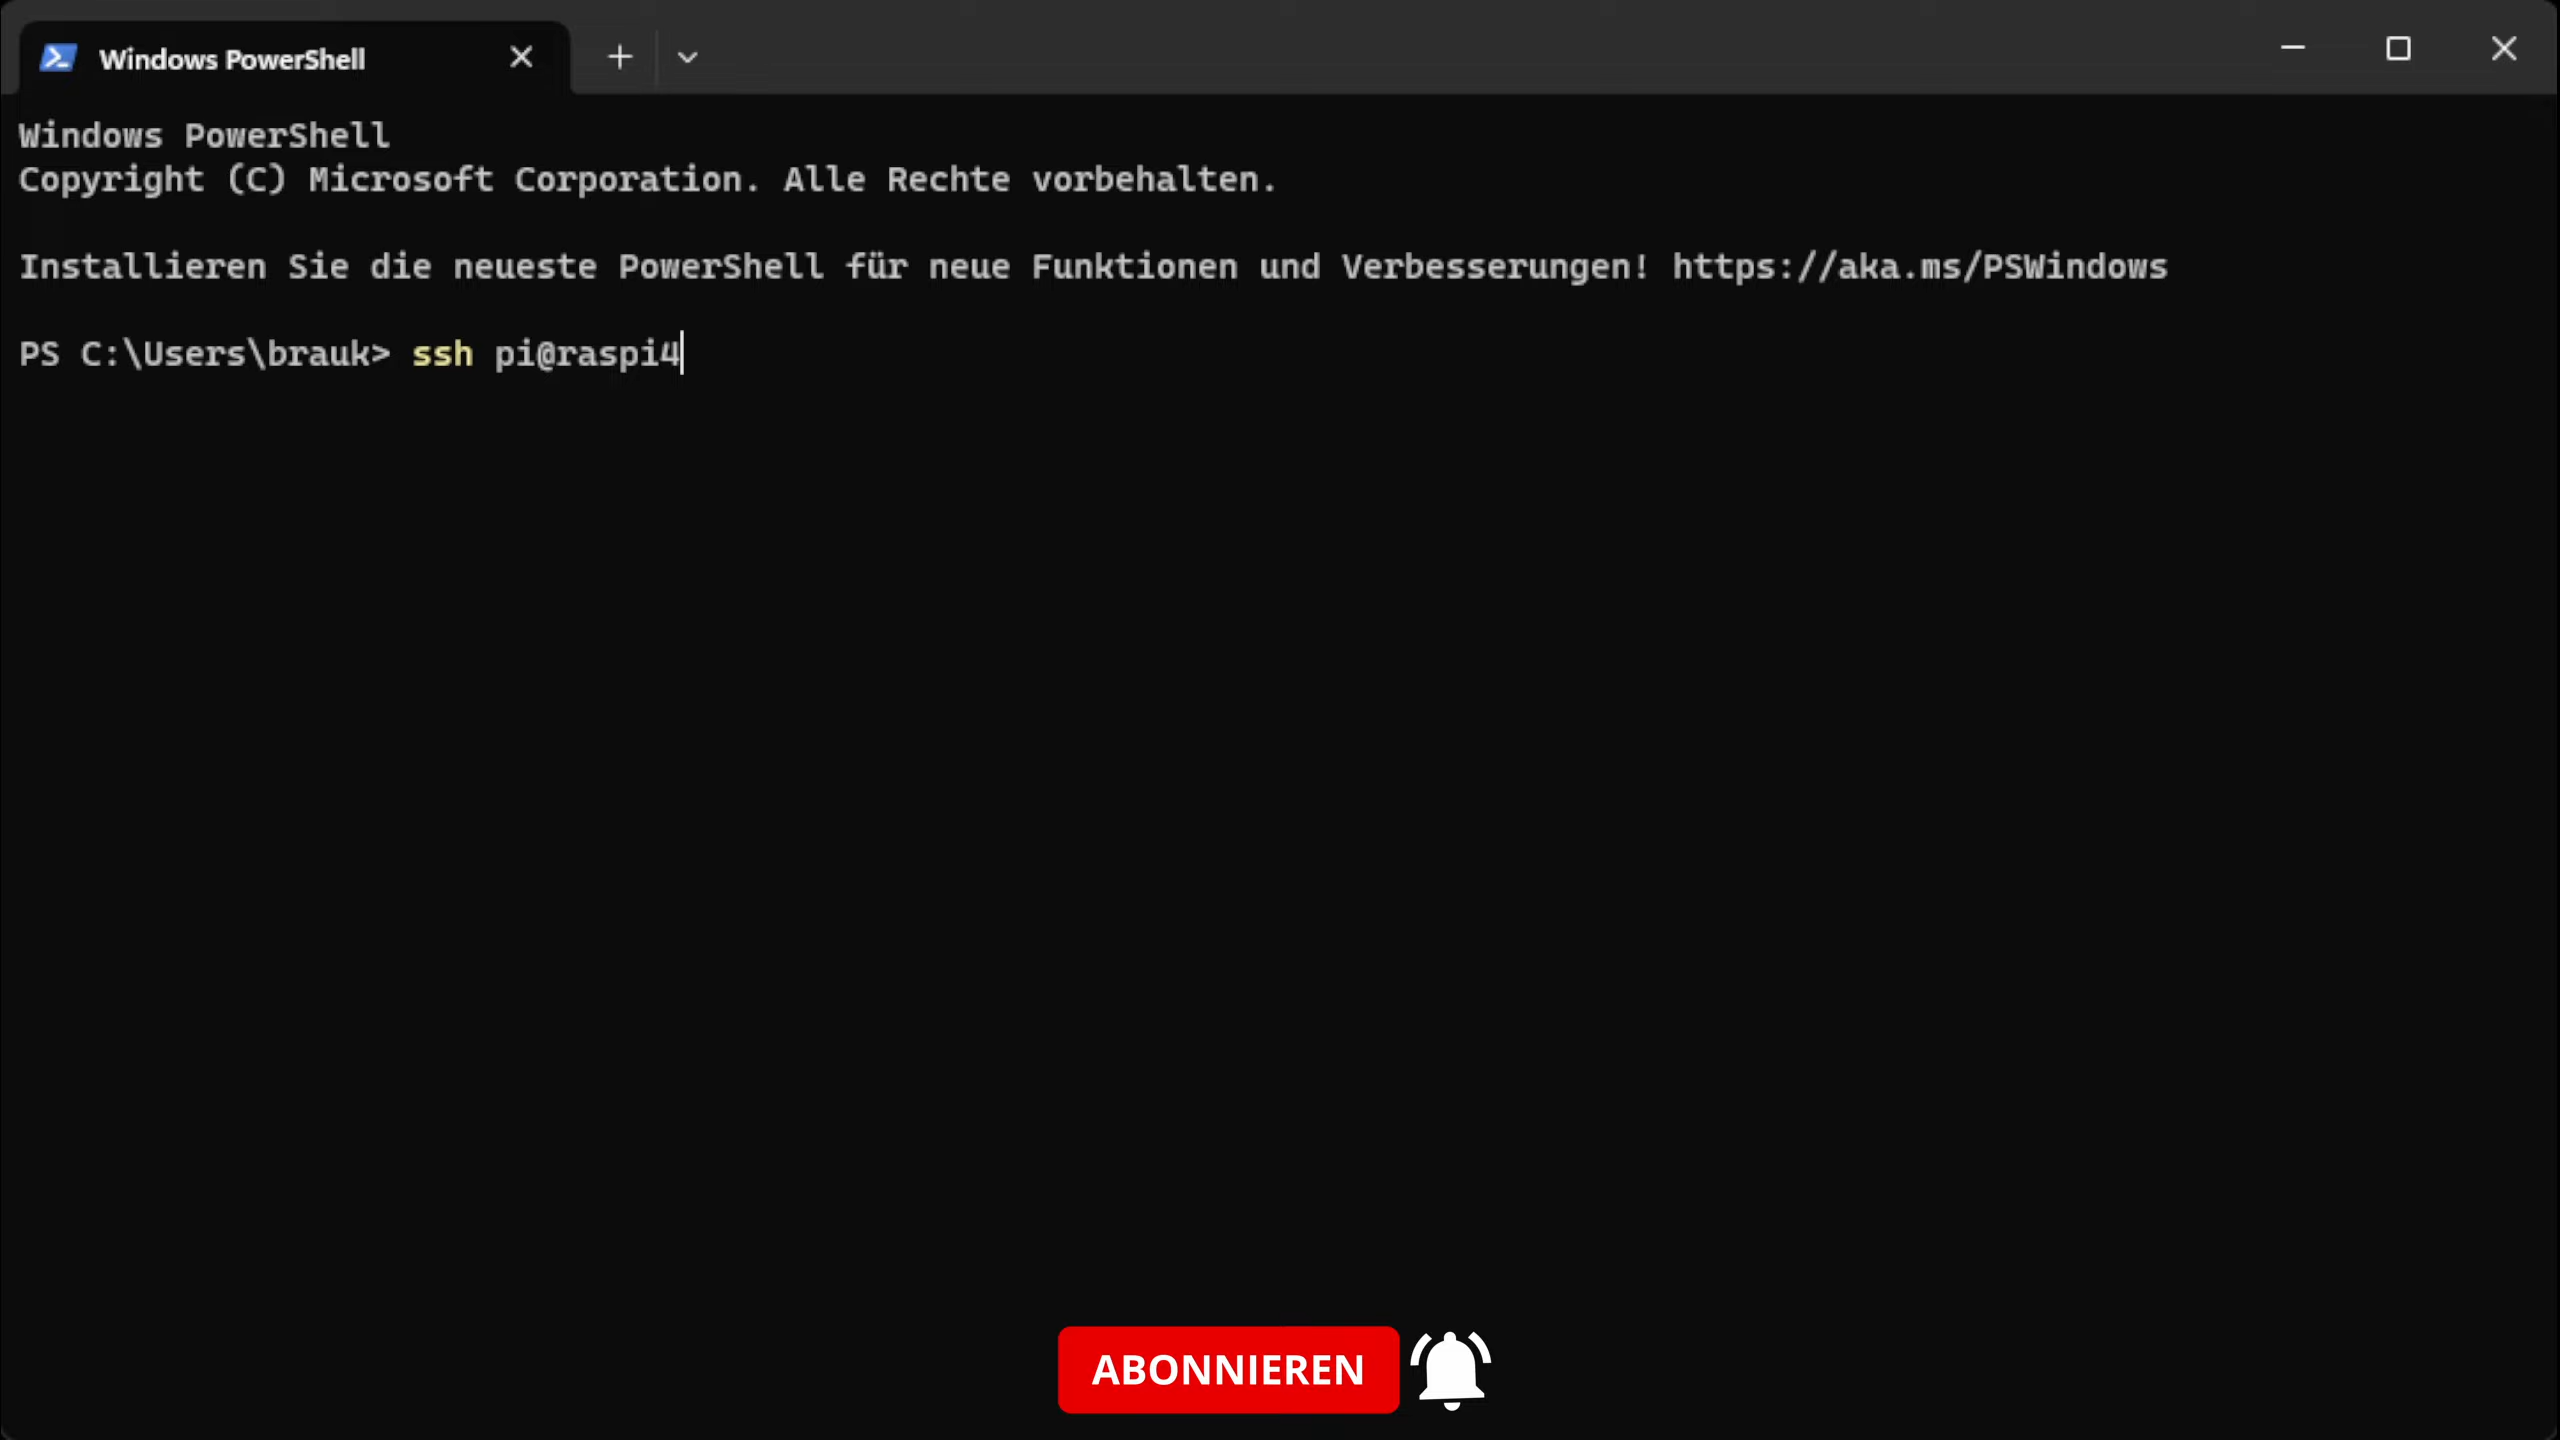 Windows PowerShell
Windows PowerShell
Copyright (C) Microsoft Corporation. Alle Rechte vorbehalten.
Installieren Sie die neueste PowerShell für neue Funktionen und Verbesserungen! https://aka.ms/PSWindows
PS C:\Users\brauk> ssh pi@raspi4
ABONNIEREN